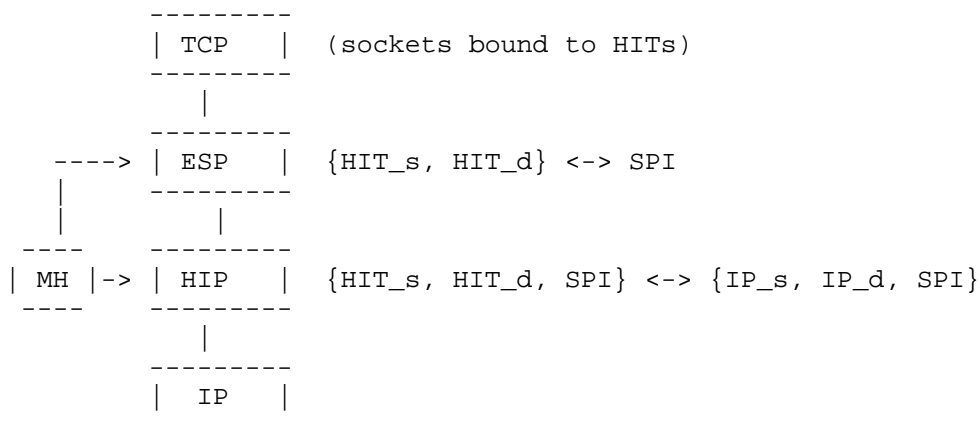 TCP (sockets bound to HITs)
ESP {HIT_s, HIT_d} <-> SPI
MH -> HIP {HIT_s, HIT_d, SPI} <-> {IP_s, IP_d, SPI}
IP